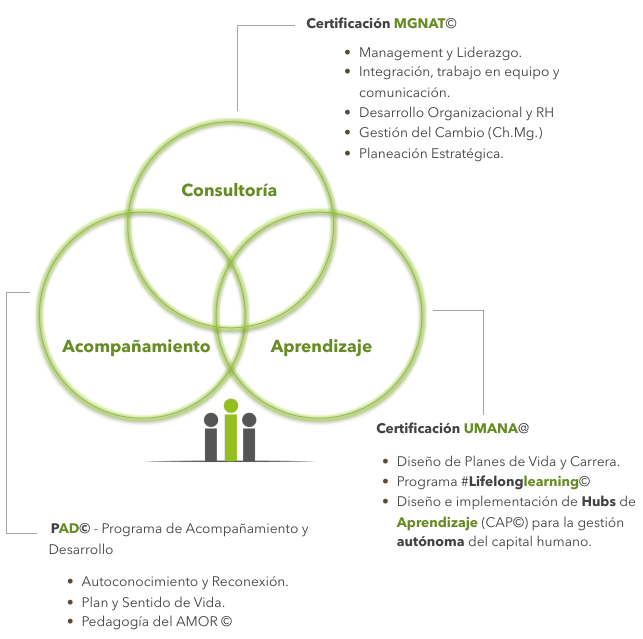 Certificación MGNAT©
• Management y Liderazgo.
• Integración, trabajo en equipo y
comunicación.
• Desarrollo Organizacional y RH
• Gestión del Cambio (Ch.Mg.)
• Planeación Estratégica.
Consultoría
Acompañamiento
Aprendizaje
Certificación UMANA@
• Diseño de Planes de Vida y Carrera.
• Programa #Lifelonglearning©
• Diseño e implementación de Hubs de
Aprendizaje (CAP©) para la gestión
autónoma del capital humano.
PAD© - Programa de Acompañamiento y
Desarrollo
• Autoconocimiento y Reconexión.
• Plan y Sentido de Vida.
• Pedagogía del AMOR ©